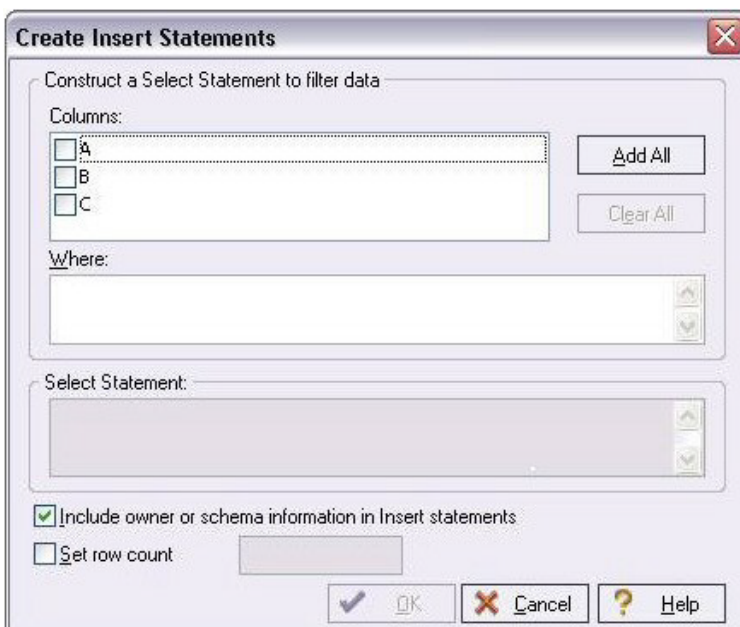 Create Insert Statements
Construct a Select Statement to filter data
Columns:
A
B
C
Add All
Clear All
Where:
Select Statement:
Include owner or schema information in Insert statements
Set row count
OK
Cancel
Help